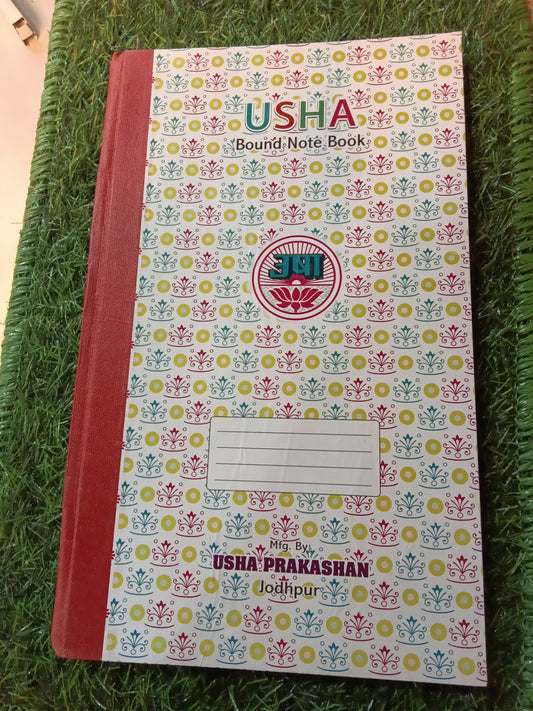 USHA
Bound Note Book
उषा
Mfg. By.
USHA PRAKASHAN
Jodhpur